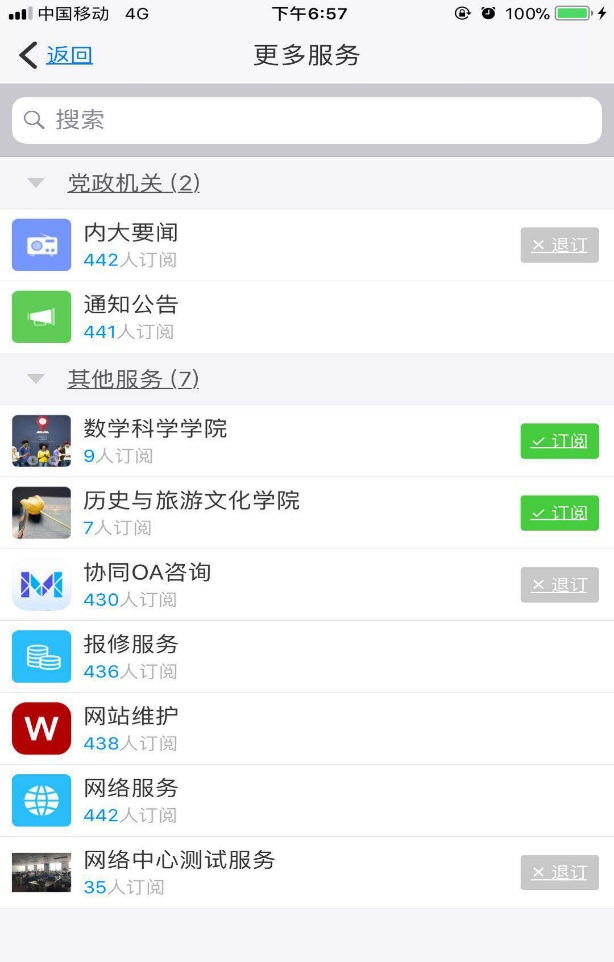 中国移动 4G 下午6:57 100%
返回 更多服务
搜索
党政机关 (2)
内大要闻
442人订阅
× 退订
通知公告
441人订阅
其他服务 (7)
数学科学学院
9人订阅
✓ 订阅
历史与旅游文化学院
7人订阅
✓ 订阅
协同OA咨询
430人订阅
× 退订
报修服务
436人订阅
W
网站维护
438人订阅
网络服务
442人订阅
网络中心测试服务
35人订阅
× 退订